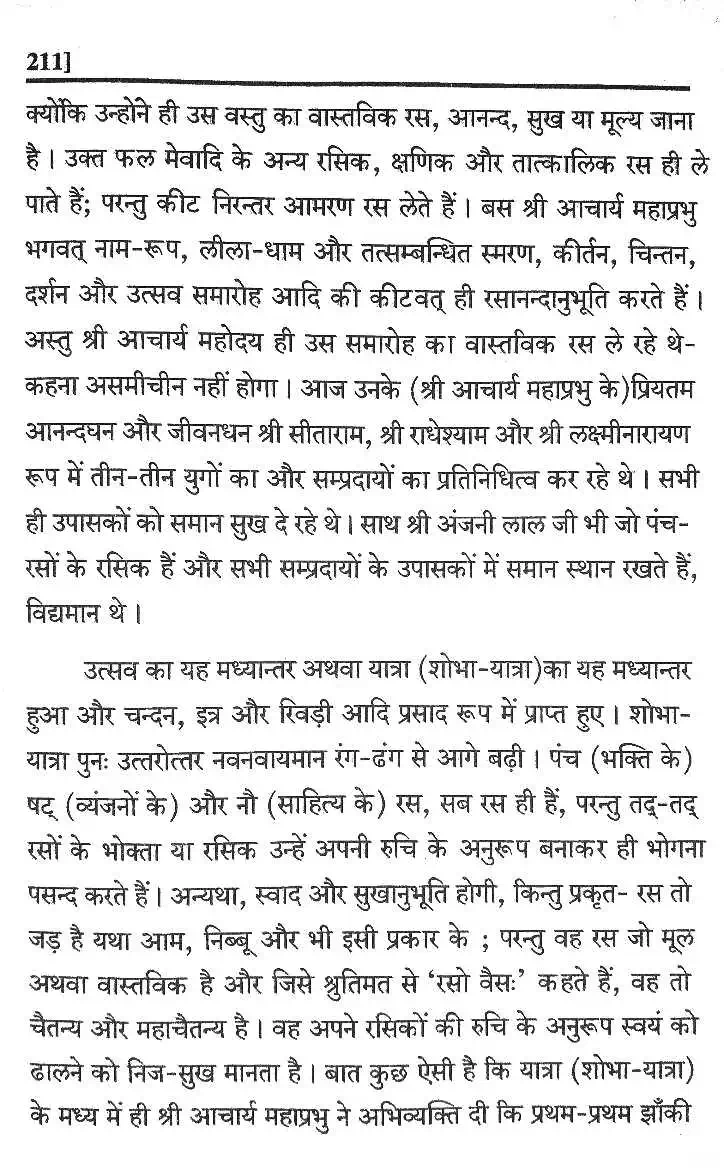 211]
क्योंकि उन्होने ही उस वस्तु का वास्तविक रस, आनन्द, सुख या मूल्य जाना
है। उक्त फल मेवादि के अन्य रसिक, क्षणिक और तात्कालिक रस ही ले
पाते हैं; परन्तु कीट निरन्तर आमरण रस लेते हैं। बस श्री आचार्य महाप्रभु
भगवत् नाम-रूप, लीला-धाम और तत्सम्बन्धित स्मरण, कीर्तन, चिन्तन,
दर्शन और उत्सव समारोह आदि की कीटवत् ही रसानन्दानुभूति करते हैं।
अस्तु श्री आचार्य महोदय ही उस समारोह का वास्तविक रस ले रहे थे-
कहना असमीचीन नहीं होगा। आज उनके (श्री आचार्य महाप्रभु के)प्रियतम
आनन्दघन और जीवनधन श्री सीताराम, श्री राधेश्याम और श्री लक्ष्मीनारायण
रूप में तीन-तीन युगों का और सम्प्रदायों का प्रतिनिधित्व कर रहे थे। सभी
ही उपासकों को समान सुख दे रहे थे। साथ श्री अंजनी लाल जी भी जो पंच-
रसों के रसिक हैं और सभी सम्प्रदायों के उपासकों में समान स्थान रखते हैं,
विद्यमान थे।
उत्सव का यह मध्यान्तर अथवा यात्रा (शोभा-यात्रा)का यह मध्यान्तर
हुआ और चन्दन, इत्र और रिवड़ी आदि प्रसाद रूप में प्राप्त हुए। शोभा-
यात्रा पुनः उत्तरोत्तर नवनवायमान रंग-ढंग से आगे बढ़ी। पंच (भक्ति के)
षट् (व्यंजनों के) और नौ (साहित्य के) रस, सब रस ही हैं, परन्तु तद्-तद्
रसों के भोक्ता या रसिक उन्हें अपनी रुचि के अनुरूप बनाकर ही भोगना
पसन्द करते हैं। अन्यथा, स्वाद और सुखानुभूति होगी, किन्तु प्रकृत- रस तो
जड़ है यथा आम, निब्बू और भी इसी प्रकार के ; परन्तु वह रस जो मूल
अथवा वास्तविक है और जिसे श्रुतिमत से 'रसो वैसः' कहते हैं, वह तो
चैतन्य और महाचैतन्य है। वह अपने रसिकों की रुचि के अनुरूप स्वयं को
ढालने को निज-सुख मानता है। बात कुछ ऐसी है कि यात्रा (शोभा-यात्रा)
के मध्य में ही श्री आचार्य महाप्रभु ने अभिव्यक्ति दी कि प्रथम-प्रथम झाँकी